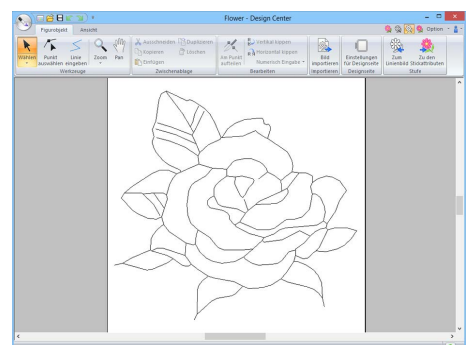 Flower - Design Center
Figurobjekt Ansicht Option
Wählen Punkt auswählen Linie eingeben Zoom Pan
Ausschneiden Duplizieren
Kopieren Löschen
Einfügen
Am Punkt auftrennen
Vertikal kippen
Horizontal kippen
Numerisch Eingabe
Bild importieren
Einstellungen für Designseite
Zum Linienbild Zu den Stickattributen
Werkzeuge Zwischenablage Bearbeiten Importieren Designseite Stufe